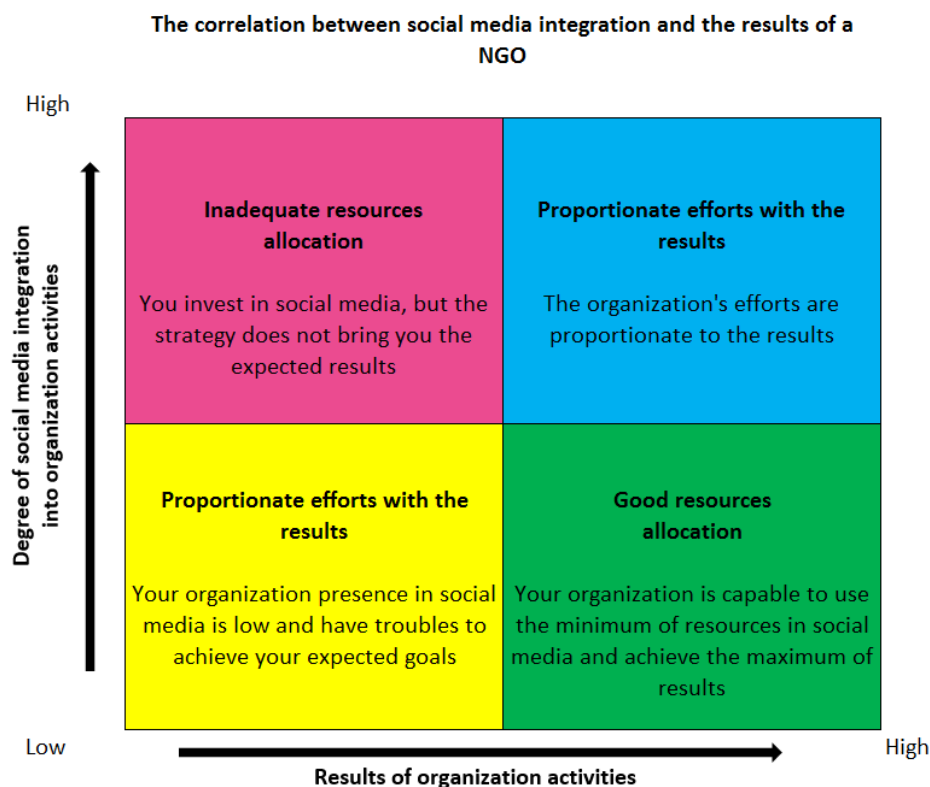 The correlation between social media integration and the results of a
NGO
High
Degree of social media integration
into organization activities
Inadequate resources
allocation
You invest in social media, but the
strategy does not bring you the
expected results
Proportionate efforts with the
results
The organization's efforts are
proportionate to the results
Proportionate efforts with the
results
Your organization presence in social
media is low and have troubles to
achieve your expected goals
Good resources
allocation
Your organization is capable to use
the minimum of resources in social
media and achieve the maximum of
results
Low
High
Results of organization activities